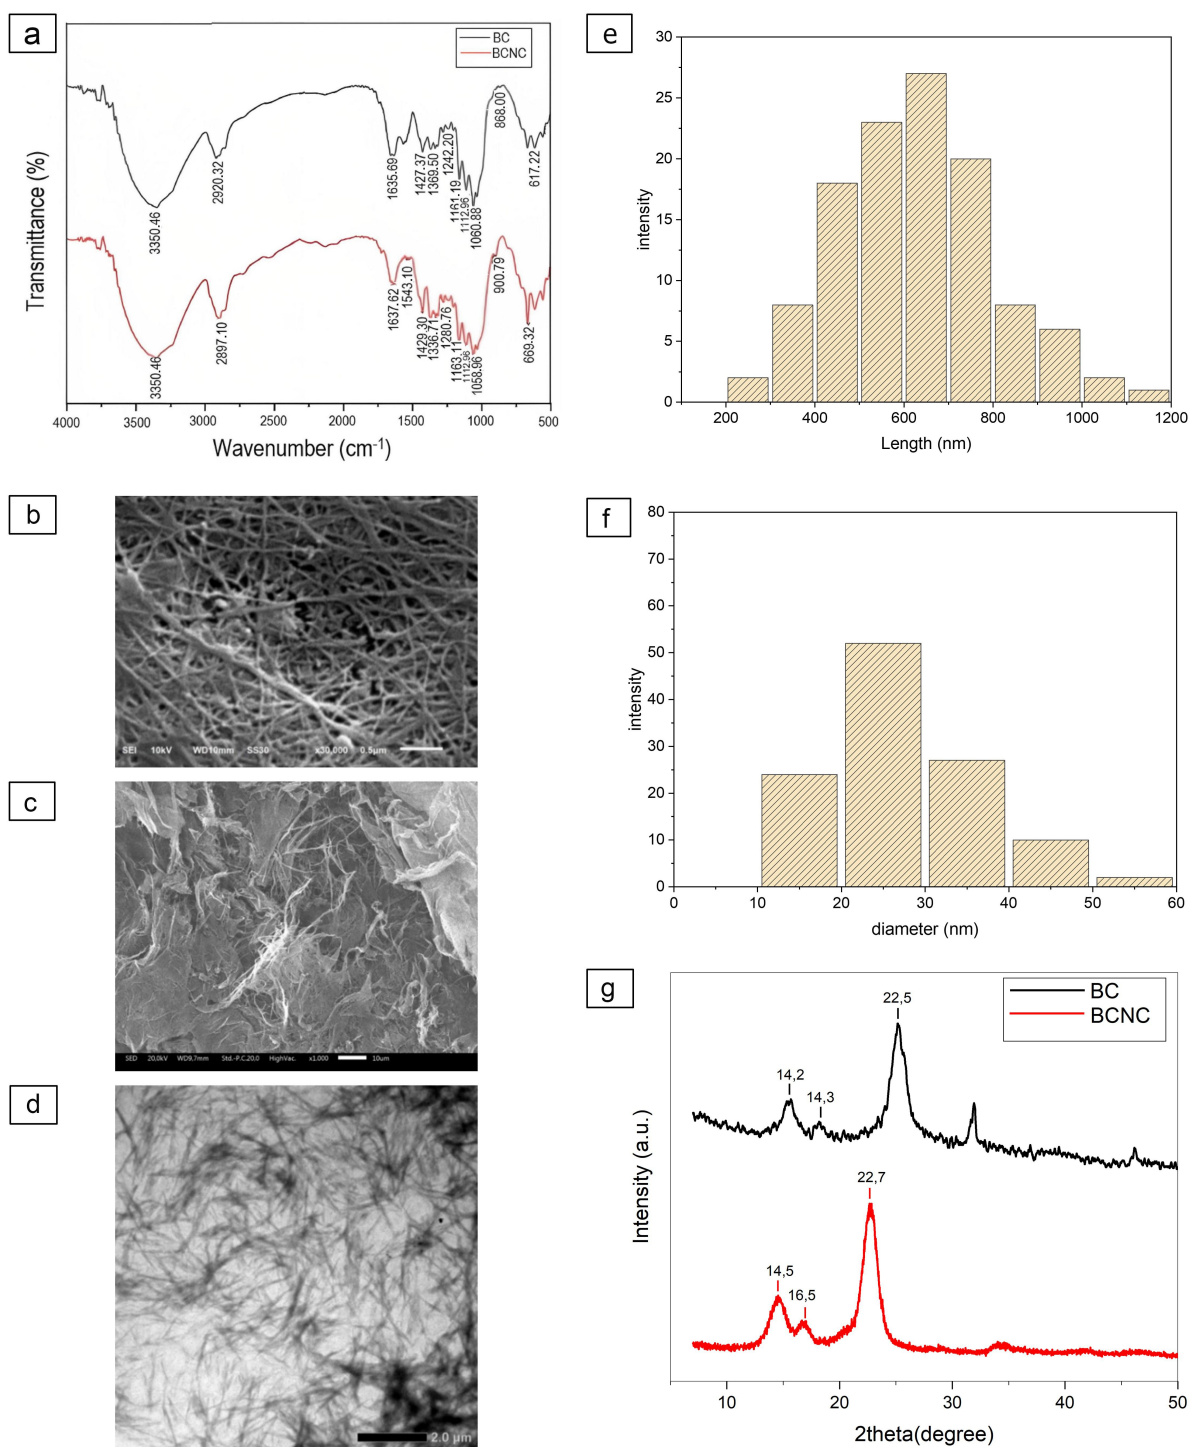 a
BC
BCNC
Transmittance (%)
3350.46
2920.32
1635.69
1427.37
1369.50
1242.20
1161.19
1112.96
1060.88
868.00
617.22
3350.46
2897.10
1637.62
1543.10
1429.30
1336.71
1280.76
1163.11
1112.96
1058.96
900.79
669.32
4000 3500 3000 2500 2000 1500 1000 500
Wavenumber (cm-1)
b
SEI 10kV WD10mm SS30 x30,000 0.5µm
c
SED 20.0kV WD9.7mm Std.-P.C.20.0 HighVac. x1,000 10µm
d
2.0 µm
e
intensity
30
25
20
15
10
5
0
200 400 600 800 1000 1200
Length (nm)
f
intensity
80
70
60
50
40
30
20
10
0
0 10 20 30 40 50 60
diameter (nm)
g
BC
BCNC
Intensity (a.u.)
22,5
14,2
14,3
22,7
14,5
16,5
10 20 30 40 50
2theta(degree)